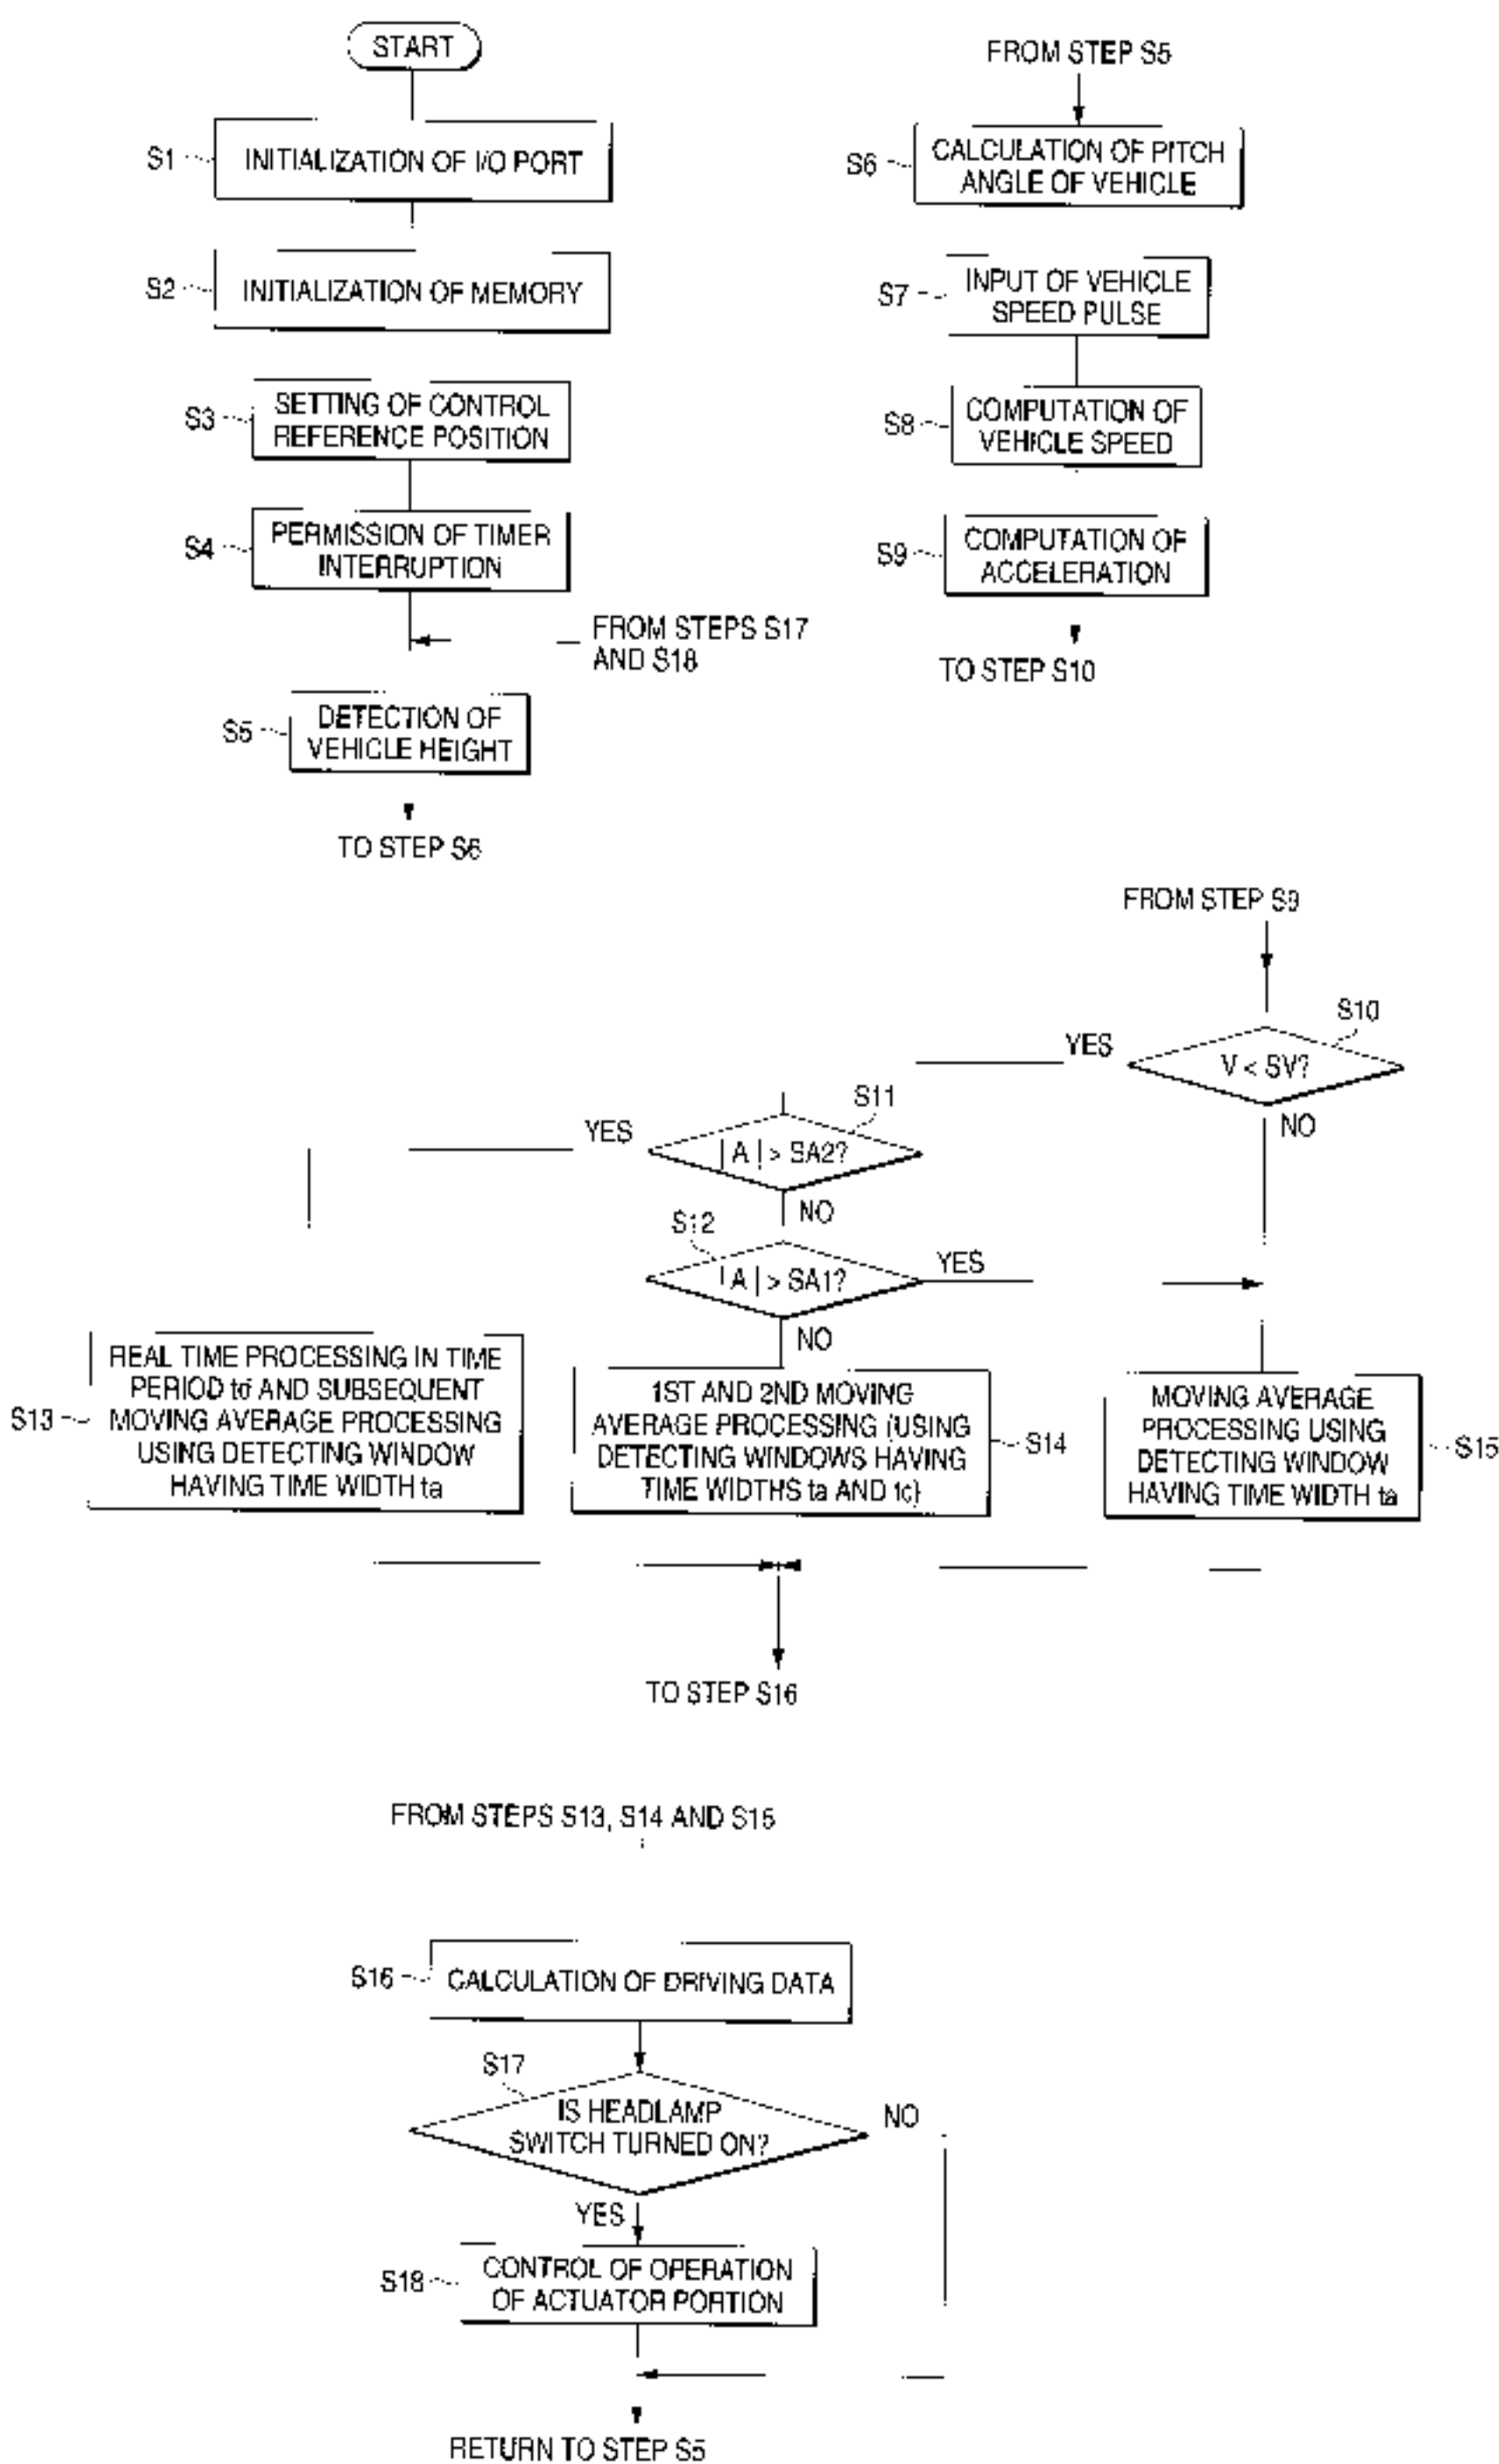 START
S1
INITIALIZATION OF I/O PORT
S2
INITIALIZATION OF MEMORY
S3
SETTING OF CONTROL
REFERENCE POSITION
S4
PERMISSION OF TIMER
INTERRUPTION
FROM STEPS S17
AND S18
S5
DETECTION OF
VEHICLE HEIGHT
TO STEP S6
FROM STEP S5
S6
CALCULATION OF PITCH
ANGLE OF VEHICLE
S7
INPUT OF VEHICLE
SPEED PULSE
S8
COMPUTATION OF
VEHICLE SPEED
S9
COMPUTATION OF
ACCELERATION
TO STEP S10
FROM STEP S9
S10
V < SV?
YES
NO
S11
| A | > SA2?
YES
NO
S12
| A | > SA1?
YES
NO
S13
REAL TIME PROCESSING IN TIME
PERIOD td AND SUBSEQUENT
MOVING AVERAGE PROCESSING
USING DETECTING WINDOW
HAVING TIME WIDTH ta
1ST AND 2ND MOVING
AVERAGE PROCESSING (USING
DETECTING WINDOWS HAVING
TIME WIDTHS ta AND tc)
S14
MOVING AVERAGE
PROCESSING USING
DETECTING WINDOW
HAVING TIME WIDTH ta
S15
TO STEP S16
FROM STEPS S13, S14 AND S15
S16
CALCULATION OF DRIVING DATA
S17
IS HEADLAMP
SWITCH TURNED ON?
NO
YES
S18
CONTROL OF OPERATION
OF ACTUATOR PORTION
RETURN TO STEP S5